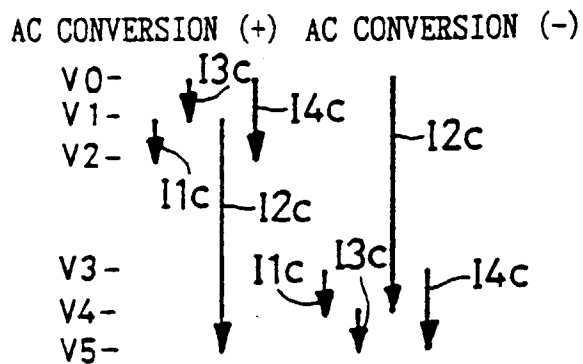 AC CONVERSION (+) AC CONVERSION (-)
V0- I3c
V1- I4c
V2- I2c
I1c I2c
V3- I1c I3c I4c
V4-
V5-